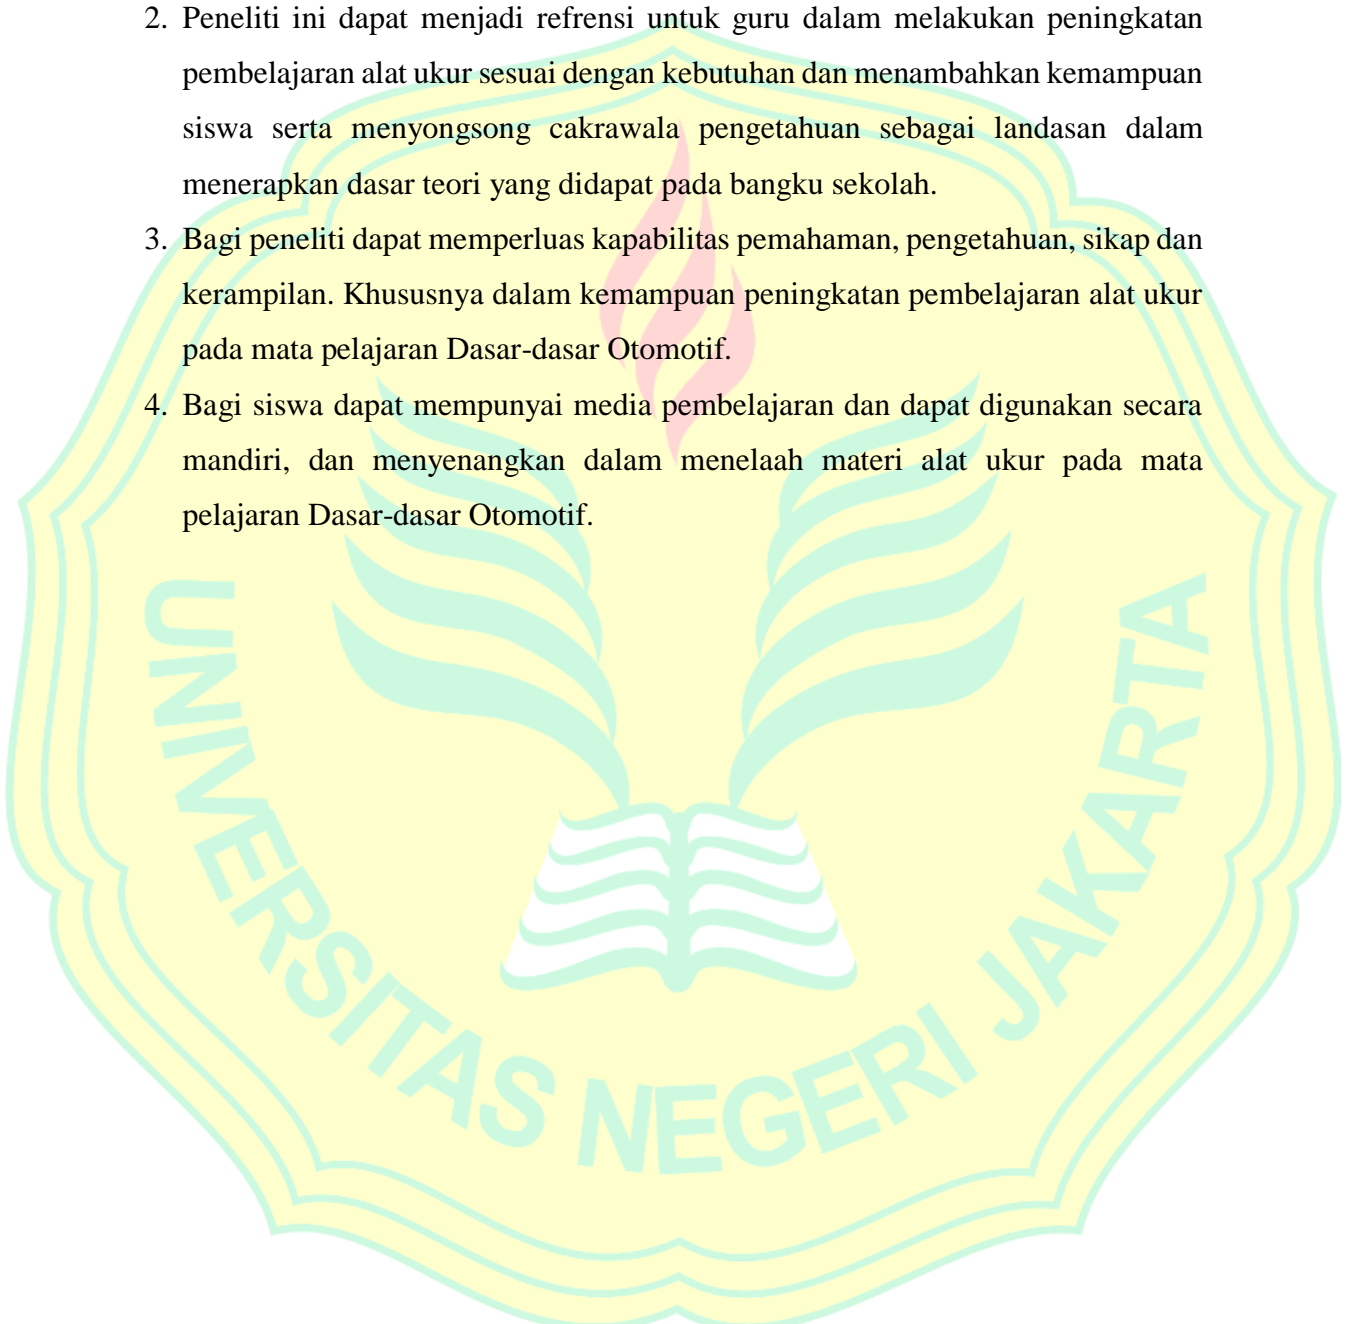 2. Peneliti ini dapat menjadi refrensi untuk guru dalam melakukan peningkatan
pembelajaran alat ukur sesuai dengan kebutuhan dan menambahkan kemampuan
siswa serta menyongsong cakrawala pengetahuan sebagai landasan dalam
menerapkan dasar teori yang didapat pada bangku sekolah.
3. Bagi peneliti dapat memperluas kapabilitas pemahaman, pengetahuan, sikap dan
kerampilan. Khususnya dalam kemampuan peningkatan pembelajaran alat ukur
pada mata pelajaran Dasar-dasar Otomotif.
4. Bagi siswa dapat mempunyai media pembelajaran dan dapat digunakan secara
mandiri, dan menyenangkan dalam menelaah materi alat ukur pada mata
pelajaran Dasar-dasar Otomotif.
UNIVERSITAS NEGERI JAKARTA